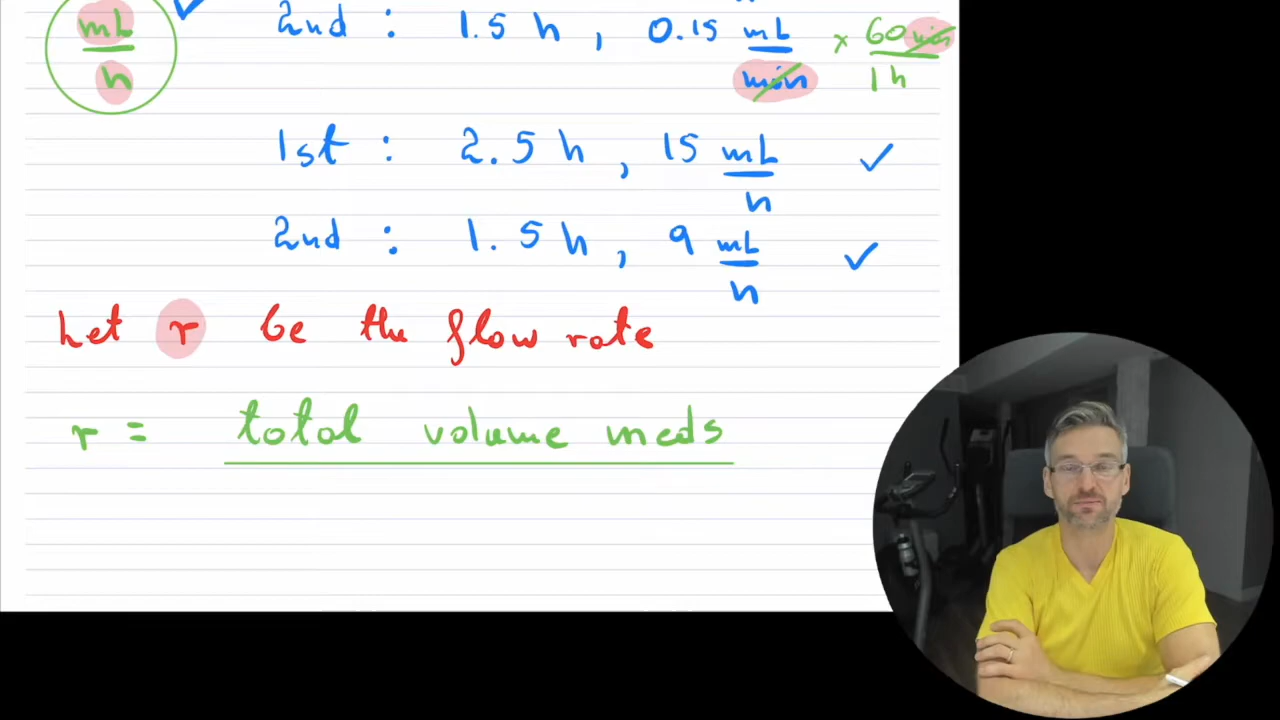 mL
h
2nd : 1.5 h , 0.15 mL/min × 60 min/1 h
1st : 2.5 h , 15 mL/h ✓
2nd : 1.5 h , 9 mL/h ✓
Let r be the flow rate
r = total volume meds